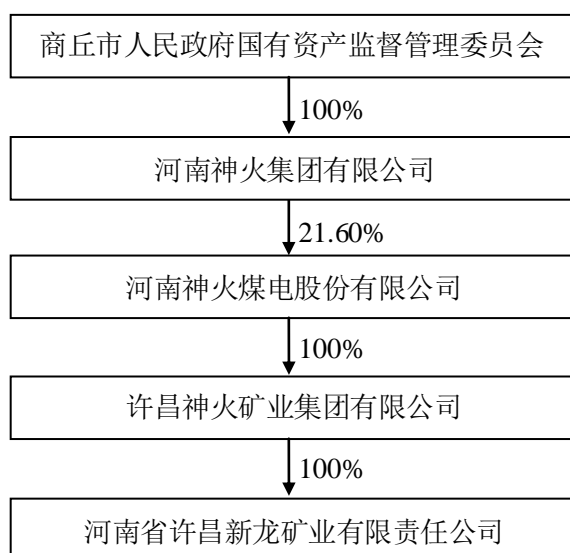 商丘市人民政府国有资产监督管理委员会
100%
河南神火集团有限公司
21.60%
河南神火煤电股份有限公司
100%
许昌神火矿业集团有限公司
100%
河南省许昌新龙矿业有限责任公司